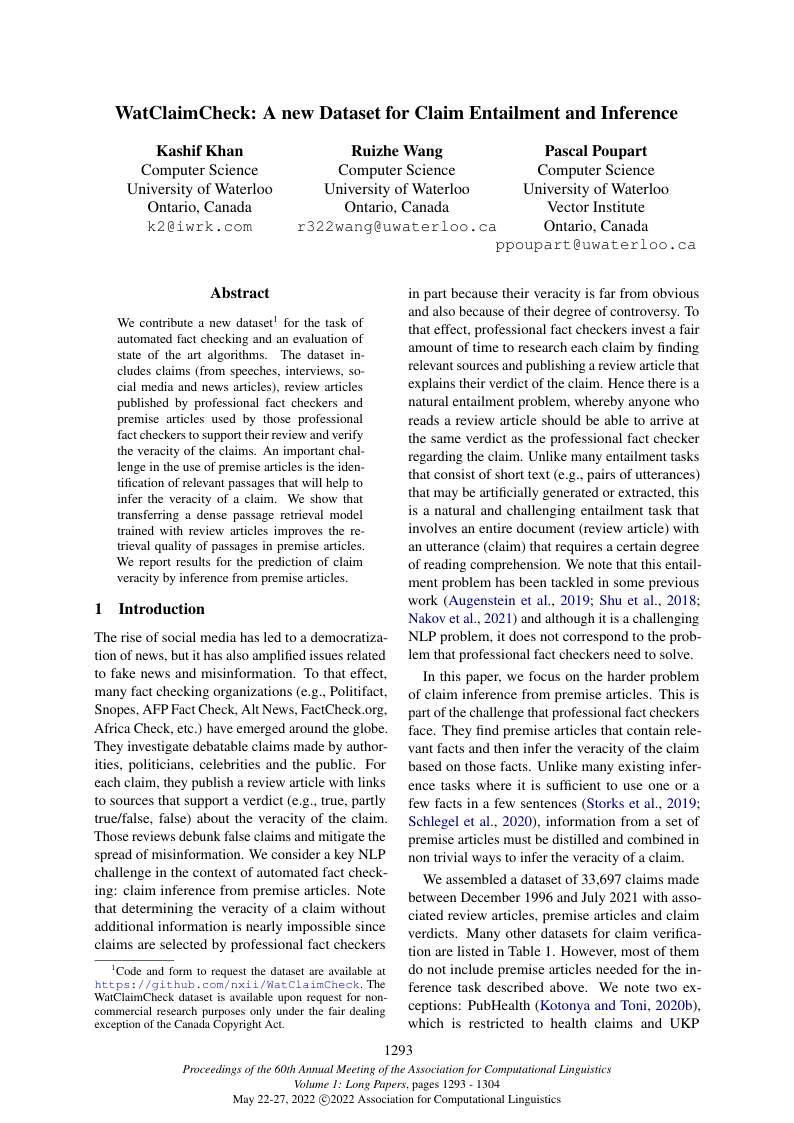 WatClaimCheck: A new Dataset for Claim Entailment and Inference
Kashif Khan
Computer Science
University of Waterloo
Ontario, Canada
k2@iwrk.com
Ruizhe Wang
Computer Science
University of Waterloo
Ontario, Canada
r322wang@uwaterloo.ca
Pascal Poupart
Computer Science
University of Waterloo
Vector Institute
Ontario, Canada
ppoupart@uwaterloo.ca
Abstract
We contribute a new dataset1 for the task of
automated fact checking and an evaluation of
state of the art algorithms. The dataset in-
cludes claims (from speeches, interviews, so-
cial media and news articles), review articles
published by professional fact checkers and
premise articles used by those professional
fact checkers to support their review and verify
the veracity of the claims. An important chal-
lenge in the use of premise articles is the iden-
tification of relevant passages that will help to
infer the veracity of a claim. We show that
transferring a dense passage retrieval model
trained with review articles improves the re-
trieval quality of passages in premise articles.
We report results for the prediction of claim
veracity by inference from premise articles.
1 Introduction
The rise of social media has led to a democratiza-
tion of news, but it has also amplified issues related
to fake news and misinformation. To that effect,
many fact checking organizations (e.g., Politifact,
Snopes, AFP Fact Check, Alt News, FactCheck.org,
Africa Check, etc.) have emerged around the globe.
They investigate debatable claims made by author-
ities, politicians, celebrities and the public. For
each claim, they publish a review article with links
to sources that support a verdict (e.g., true, partly
true/false, false) about the veracity of the claim.
Those reviews debunk false claims and mitigate the
spread of misinformation. We consider a key NLP
challenge in the context of automated fact check-
ing: claim inference from premise articles. Note
that determining the veracity of a claim without
additional information is nearly impossible since
claims are selected by professional fact checkers
1Code and form to request the dataset are available at
https://github.com/nxii/WatClaimCheck. The
WatClaimCheck dataset is available upon request for non-
commercial research purposes only under the fair dealing
exception of the Canada Copyright Act.
in part because their veracity is far from obvious
and also because of their degree of controversy. To
that effect, professional fact checkers invest a fair
amount of time to research each claim by finding
relevant sources and publishing a review article that
explains their verdict of the claim. Hence there is a
natural entailment problem, whereby anyone who
reads a review article should be able to arrive at
the same verdict as the professional fact checker
regarding the claim. Unlike many entailment tasks
that consist of short text (e.g., pairs of utterances)
that may be artificially generated or extracted, this
is a natural and challenging entailment task that
involves an entire document (review article) with
an utterance (claim) that requires a certain degree
of reading comprehension. We note that this entail-
ment problem has been tackled in some previous
work (Augenstein et al., 2019; Shu et al., 2018;
Nakov et al., 2021) and although it is a challenging
NLP problem, it does not correspond to the prob-
lem that professional fact checkers need to solve.
In this paper, we focus on the harder problem
of claim inference from premise articles. This is
part of the challenge that professional fact checkers
face. They find premise articles that contain rele-
vant facts and then infer the veracity of the claim
based on those facts. Unlike many existing infer-
ence tasks where it is sufficient to use one or a
few facts in a few sentences (Storks et al., 2019;
Schlegel et al., 2020), information from a set of
premise articles must be distilled and combined in
non trivial ways to infer the veracity of a claim.
We assembled a dataset of 33,697 claims made
between December 1996 and July 2021 with asso-
ciated review articles, premise articles and claim
verdicts. Many other datasets for claim verifica-
tion are listed in Table 1. However, most of them
do not include premise articles needed for the in-
ference task described above. We note two ex-
ceptions: PubHealth (Kotonya and Toni, 2020b),
which is restricted to health claims and UKP
1293
Proceedings of the 60th Annual Meeting of the Association for Computational Linguistics
Volume 1: Long Papers, pages 1293 - 1304
May 22-27, 2022 ©2022 Association for Computational Linguistics